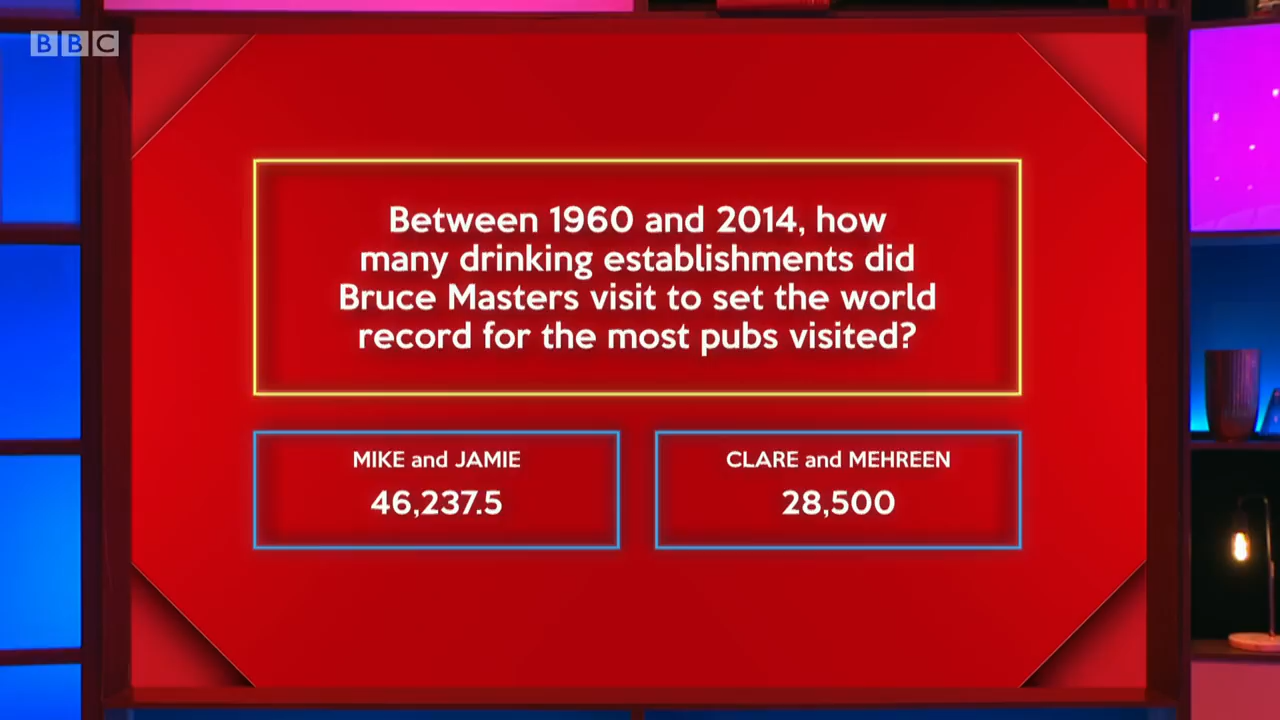 BBC
Between 1960 and 2014, how
many drinking establishments did
Bruce Masters visit to set the world
record for the most pubs visited?
MIKE and JAMIE
46,237.5
CLARE and MEHREEN
28,500